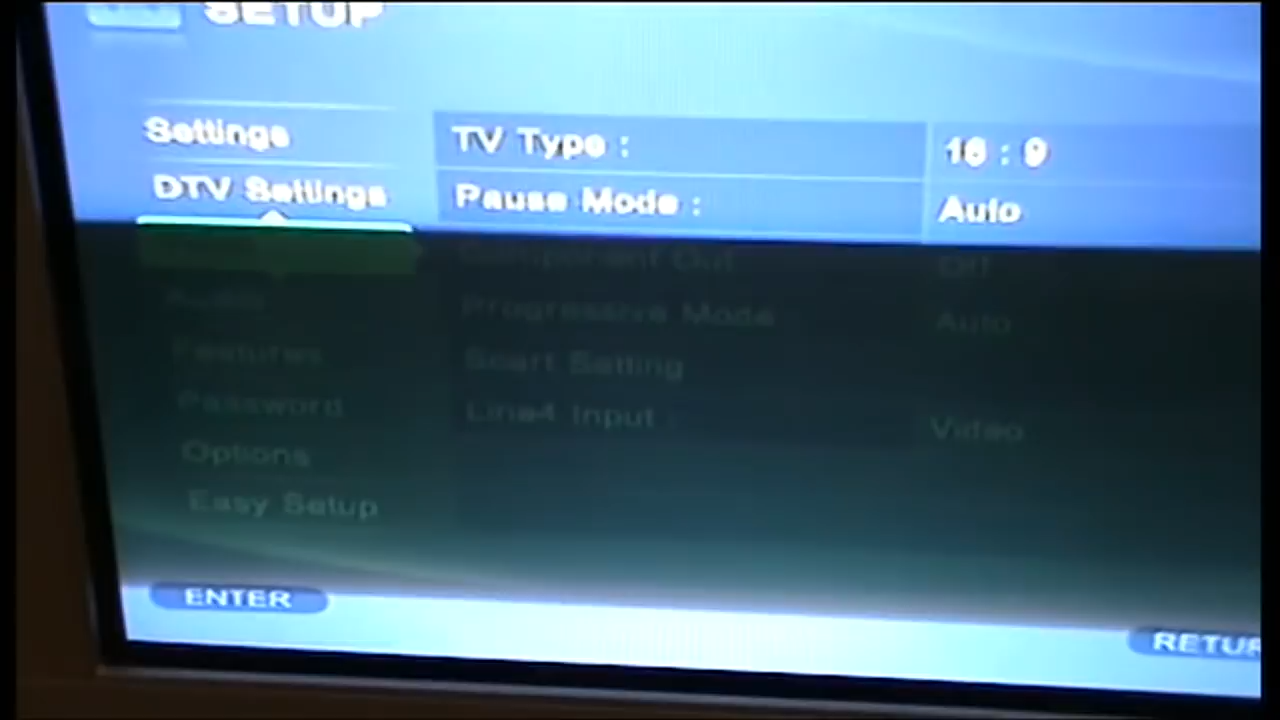 SETUP
Settings
TV Type :
16 : 9
DTV Settings
Pause Mode :
Auto
Component Out
Off
Audio
Progressive Mode
Auto
Features
Scart Setting
Password
Line4 Input :
Video
Options
Easy Setup
ENTER
RETUR